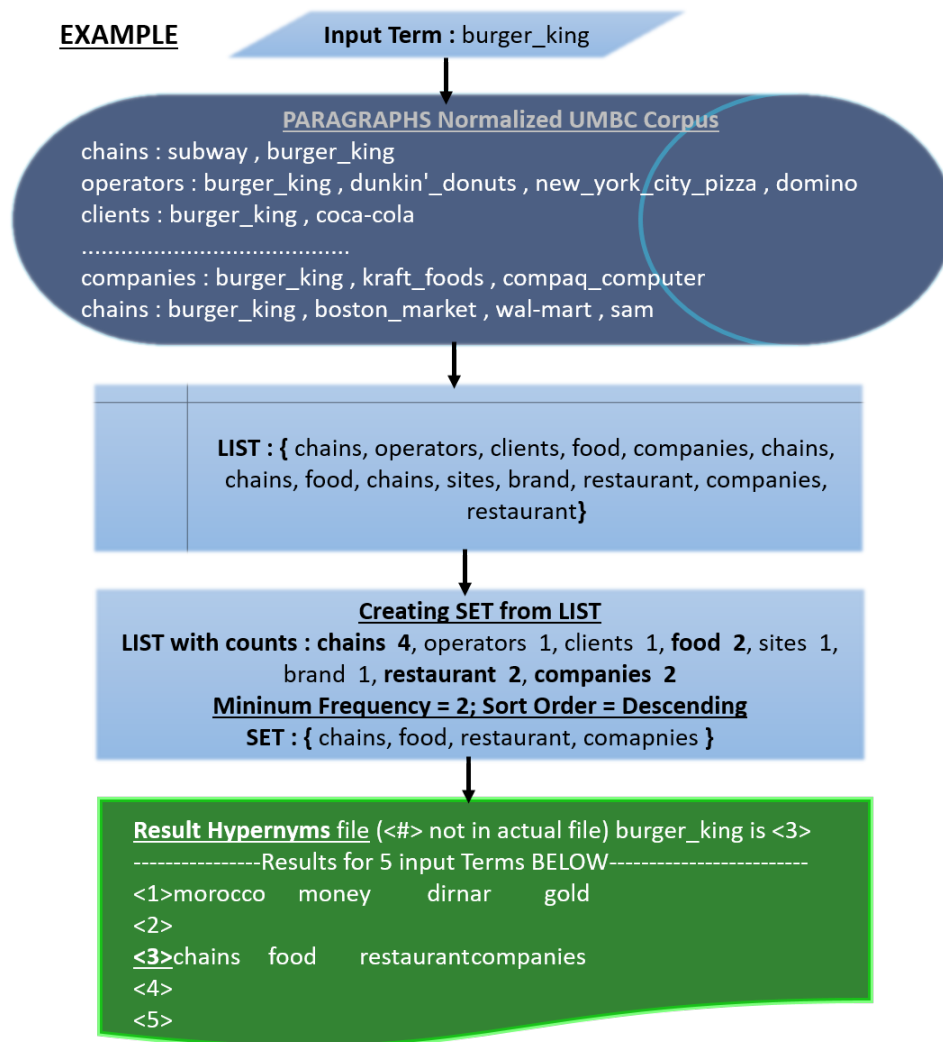 EXAMPLE
Input Term : burger_king
PARAGRAPHS Normalized UMBC Corpus
chains : subway , burger_king
operators : burger_king , dunkin'_donuts , new_york_city_pizza , domino
clients : burger_king , coca-cola
........................................
companies : burger_king , kraft_foods , compaq_computer
chains : burger_king , boston_market , wal-mart , sam
LIST : { chains, operators, clients, food, companies, chains,
chains, food, chains, sites, brand, restaurant, companies,
restaurant}
Creating SET from LIST
LIST with counts : chains 4, operators 1, clients 1, food 2, sites 1,
brand 1, restaurant 2, companies 2
Mininum Frequency = 2; Sort Order = Descending
SET : { chains, food, restaurant, comapnies }
Result Hypernyms file (<#> not in actual file) burger_king is <3>
----------------Results for 5 input Terms BELOW-------------------------
<1>morocco money dirnar gold
<2>
<3>chains food restaurantcompanies
<4>
<5>